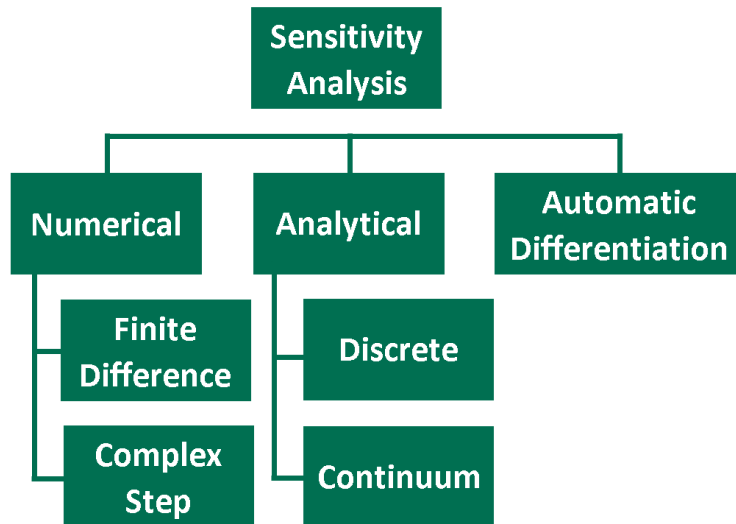 Sensitivity
Analysis
Numerical
Analytical
Automatic
Differentiation
Finite
Difference
Discrete
Complex
Step
Continuum